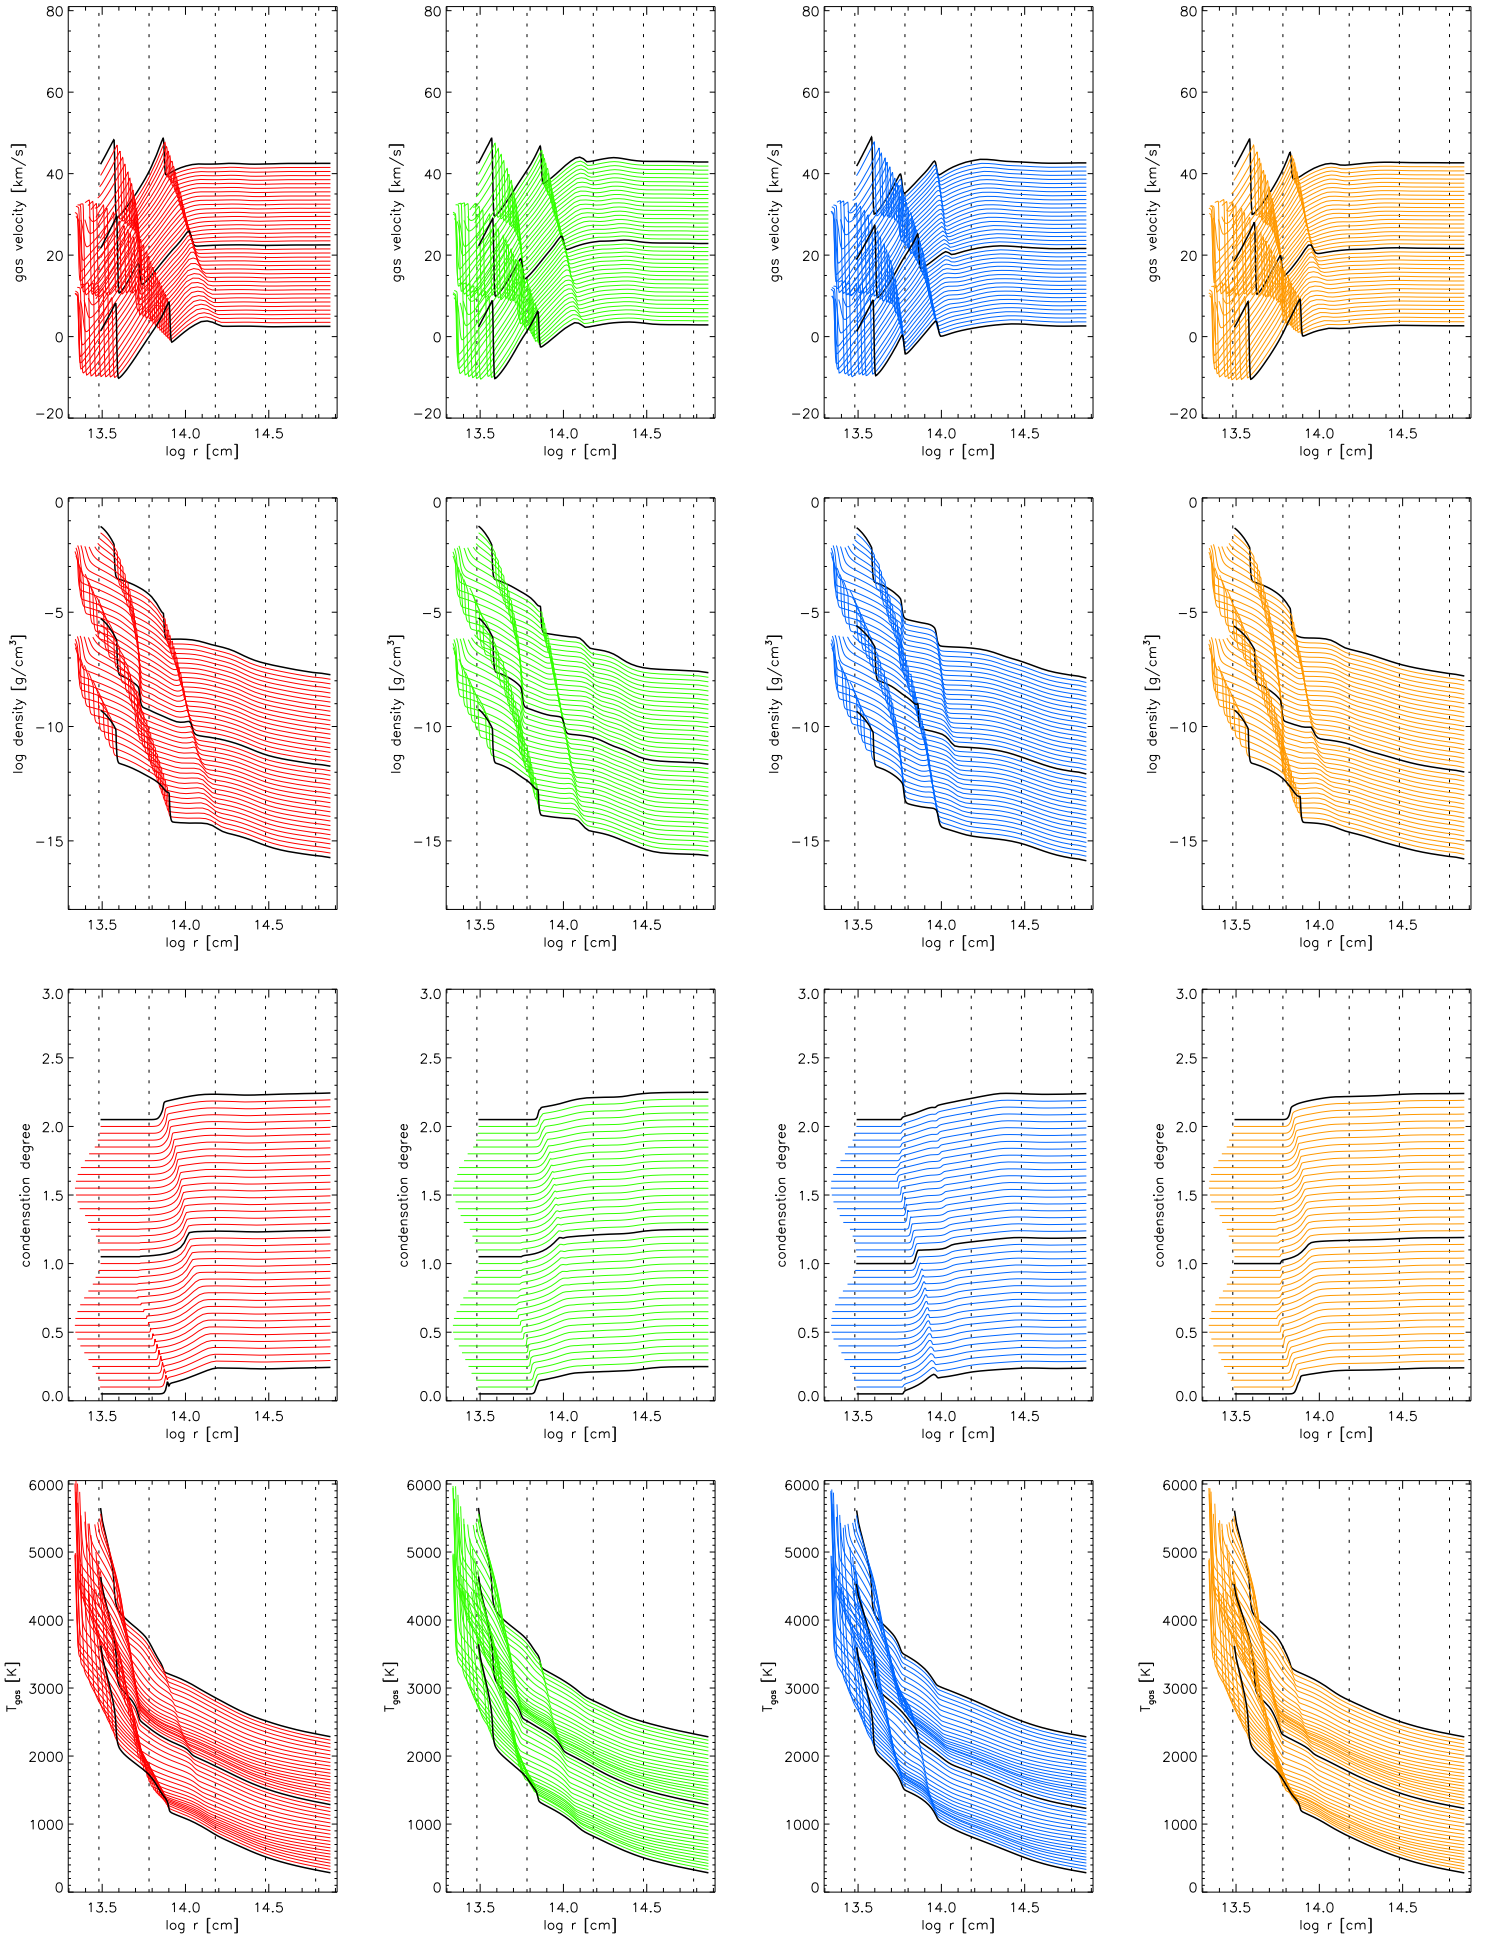 80 80 80 80
60 60 60 60
40 40 40 40
20 20 20 20
0 0 0 0
−20 −20 −20 −20
gas velocity [km/s] gas velocity [km/s] gas velocity [km/s] gas velocity [km/s]
13.5 14.0 14.5 13.5 14.0 14.5 13.5 14.0 14.5 13.5 14.0 14.5
log r [cm] log r [cm] log r [cm] log r [cm]
0 0 0 0
−5 −5 −5 −5
−10 −10 −10 −10
−15 −15 −15 −15
log density [g/cm³] log density [g/cm³] log density [g/cm³] log density [g/cm³]
13.5 14.0 14.5 13.5 14.0 14.5 13.5 14.0 14.5 13.5 14.0 14.5
log r [cm] log r [cm] log r [cm] log r [cm]
3.0 3.0 3.0 3.0
2.5 2.5 2.5 2.5
2.0 2.0 2.0 2.0
1.5 1.5 1.5 1.5
1.0 1.0 1.0 1.0
0.5 0.5 0.5 0.5
0.0 0.0 0.0 0.0
condensation degree condensation degree condensation degree condensation degree
13.5 14.0 14.5 13.5 14.0 14.5 13.5 14.0 14.5 13.5 14.0 14.5
log r [cm] log r [cm] log r [cm] log r [cm]
6000 6000 6000 6000
5000 5000 5000 5000
4000 4000 4000 4000
3000 3000 3000 3000
2000 2000 2000 2000
1000 1000 1000 1000
0 0 0 0
Tgas [K] Tgas [K] Tgas [K] Tgas [K]
13.5 14.0 14.5 13.5 14.0 14.5 13.5 14.0 14.5 13.5 14.0 14.5
log r [cm] log r [cm] log r [cm] log r [cm]